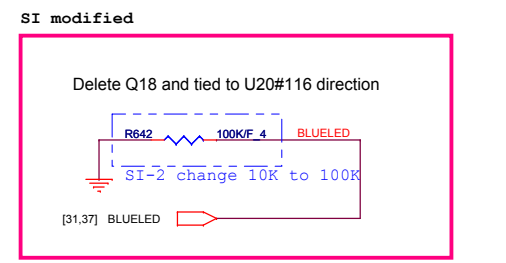 SI modified
Delete Q18 and tied to U20#116 direction
R642 100K/F_4 BLUELED
SI-2 change 10K to 100K
[31,37] BLUELED